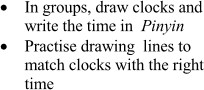 • In groups, draw clocks and
write the time in Pinyin
• Practise drawing lines to
match clocks with the right
time